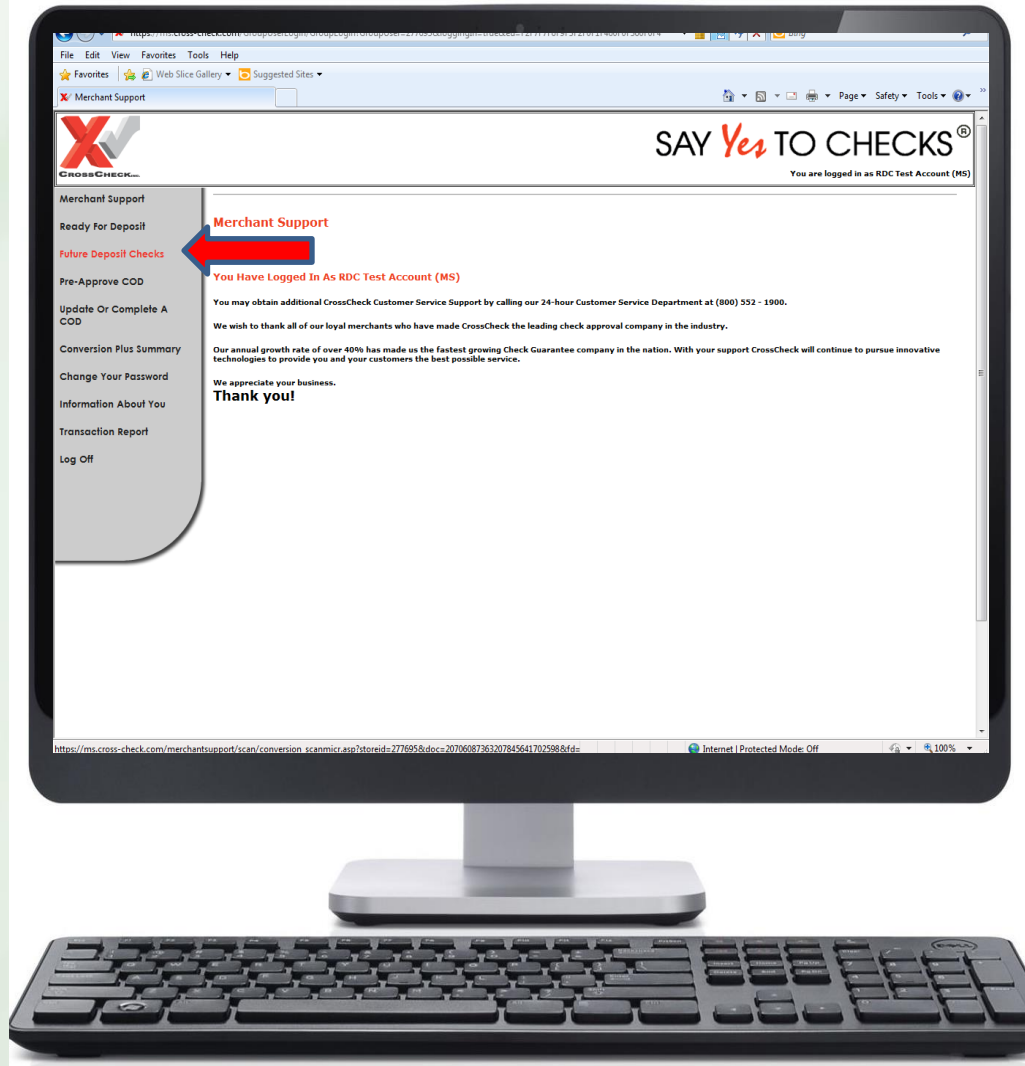 File Edit View Favorites Tools Help
Favorites Web Slice Gallery Suggested Sites
Merchant Support Page Safety Tools
CROSSCHECK
SAY Yes TO CHECKS®
You are logged in as RDC Test Account (MS)
Merchant Support
Ready For Deposit
Future Deposit Checks
Pre-Approve COD
Update Or Complete A
COD
Conversion Plus Summary
Change Your Password
Information About You
Transaction Report
Log Off
Merchant Support
You Have Logged In As RDC Test Account (MS)
You may obtain additional CrossCheck Customer Service Support by calling our 24-hour Customer Service Department at (800) 552 - 1900.
We wish to thank all of our loyal merchants who have made CrossCheck the leading check approval company in the industry.
Our annual growth rate of over 40% has made us the fastest growing Check Guarantee company in the nation. With your support CrossCheck will continue to pursue innovative
technologies to provide you and your customers the best possible service.
We appreciate your business.
Thank you!
https://ms.cross-check.com/merchantsupport/scan/conversion_scanmicr.asp?storeid=277695&doc=20706087363207845641702598&fd= Internet | Protected Mode: Off 100%
DELL